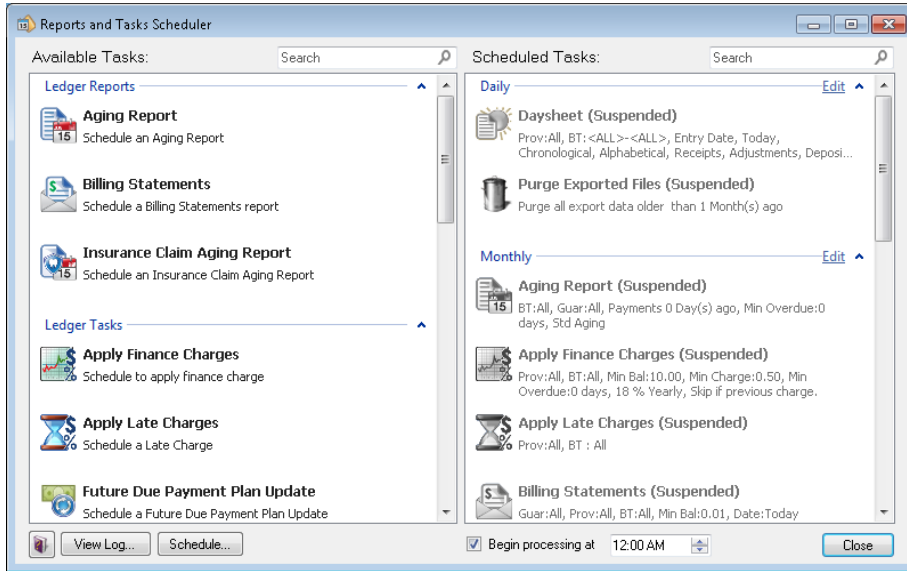 Reports and Tasks Scheduler
Available Tasks:
Search
Ledger Reports
Aging Report
Schedule an Aging Report
15
Billing Statements
Schedule a Billing Statements report
Insurance Claim Aging Report
Schedule an Insurance Claim Aging Report
15
Ledger Tasks
Apply Finance Charges
Schedule to apply finance charge
Apply Late Charges
Schedule a Late Charge
Future Due Payment Plan Update
Schedule a Future Due Payment Plan Update
View Log...
Schedule...
Scheduled Tasks:
Search
Daily
Edit
Daysheet (Suspended)
Prov:All, BT:<ALL>-<ALL>, Entry Date, Today,
Chronological, Alphabetical, Receipts, Adjustments, Deposi...
Purge Exported Files (Suspended)
Purge all export data older than 1 Month(s) ago
Monthly
Edit
Aging Report (Suspended)
BT:All, Guar:All, Payments 0 Day(s) ago, Min Overdue:0
days, Std Aging
15
Apply Finance Charges (Suspended)
Prov:All, BT:All, Min Bal:10.00, Min Charge:0.50, Min
Overdue:0 days, 18 % Yearly, Skip if previous charge.
Apply Late Charges (Suspended)
Prov:All, BT : All
Billing Statements (Suspended)
Guar:All, Prov:All, BT:All, Min Bal:0.01, Date:Today
Begin processing at
12:00 AM
Close